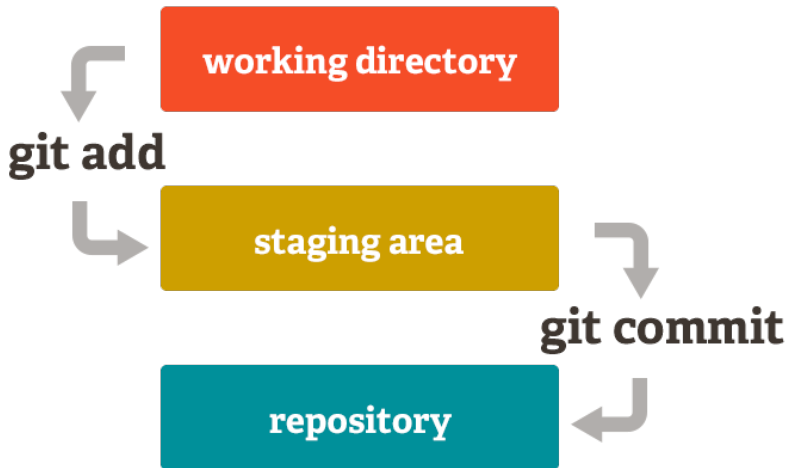 working directory
git add
staging area
git commit
repository